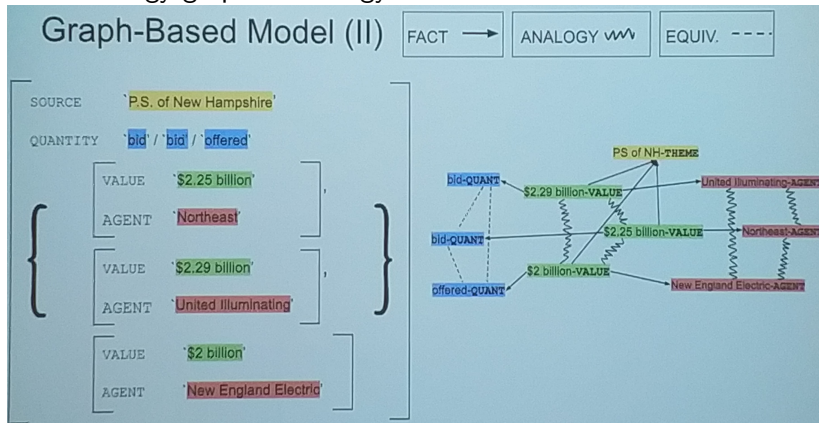 Graph-Based Model (II)
FACT
ANALOGY
EQUIV.
SOURCE `P.S. of New Hampshire'
QUANTITY `bid' / `bid' / `offered'
VALUE `$2.25 billion'
AGENT `Northeast'
VALUE `$2.29 billion'
AGENT `United Illuminating'
VALUE `$2 billion'
AGENT `New England Electric'
PS of NH-THEME
bid-QUANT
$2.29 billion-VALUE
United Illuminating-AGENT
bid-QUANT
$2.25 billion-VALUE
Northeast-AGENT
offered-QUANT
$2 billion-VALUE
New England Electric-AGENT